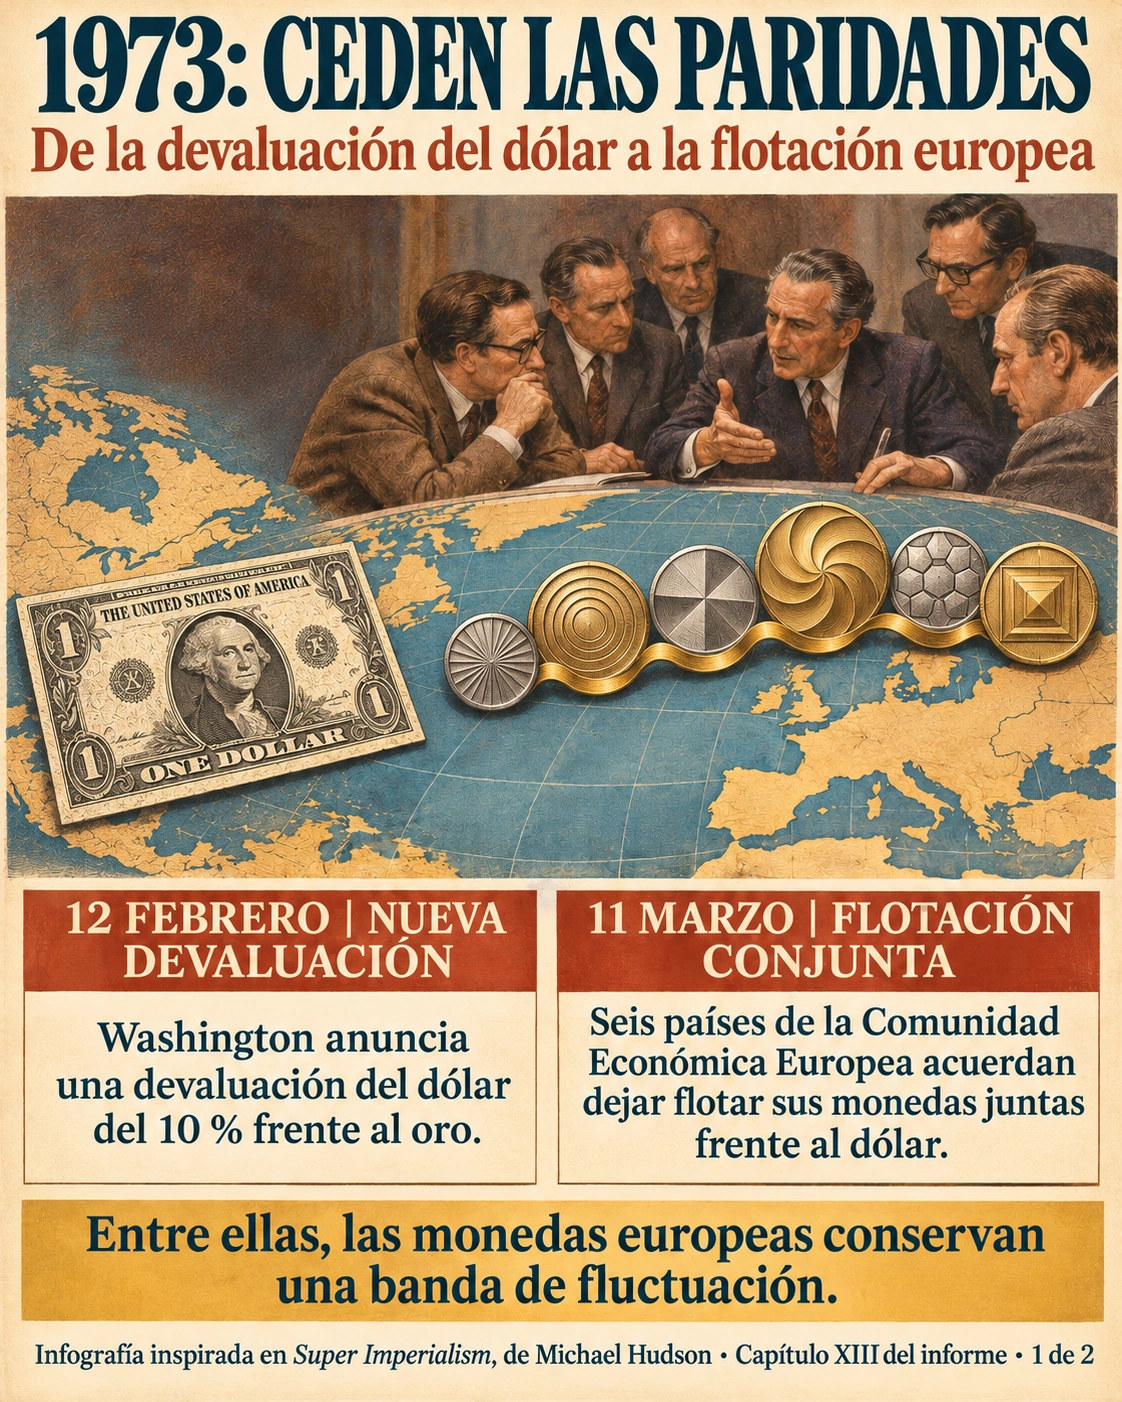 1973: CEDEN LAS PARIDADES
De la devaluación del dólar a la flotación europea
THE UNITED STATES OF AMERICA
1
1
1
1
ONE DOLLAR
12 FEBRERO | NUEVA
DEVALUACIÓN
Washington anuncia
una devaluación del dólar
del 10 % frente al oro.
11 MARZO | FLOTACIÓN
CONJUNTA
Seis países de la Comunidad
Económica Europea acuerdan
dejar flotar sus monedas juntas
frente al dólar.
Entre ellas, las monedas europeas conservan
una banda de fluctuación.
Infografía inspirada en Super Imperialism, de Michael Hudson • Capítulo XIII del informe • 1 de 2